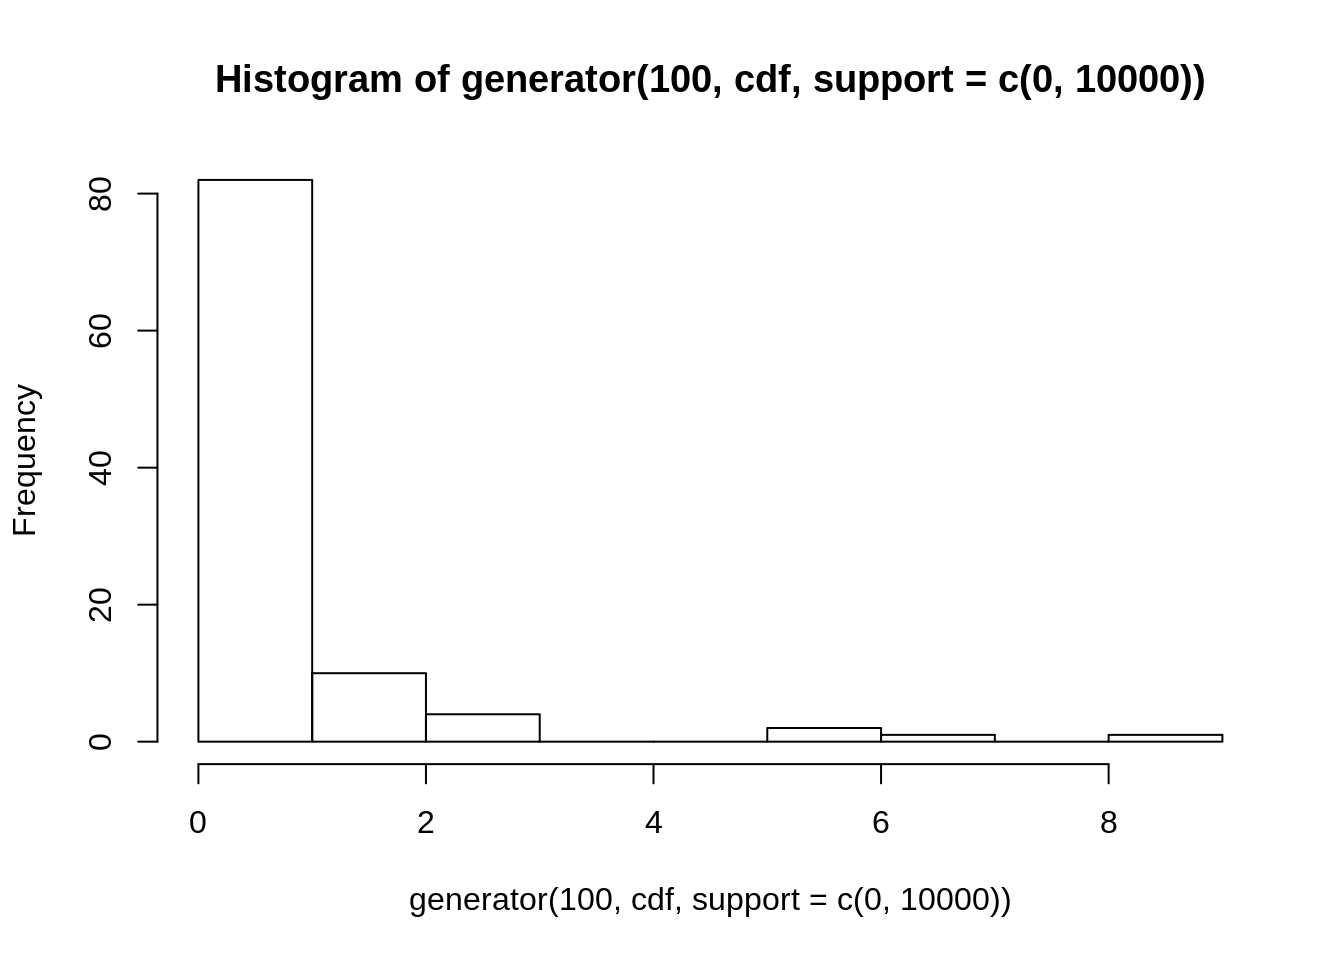 Histogram of generator(100, cdf, support = c(0, 10000))
Frequency
80
60
40
20
0
0 2 4 6 8
generator(100, cdf, support = c(0, 10000))